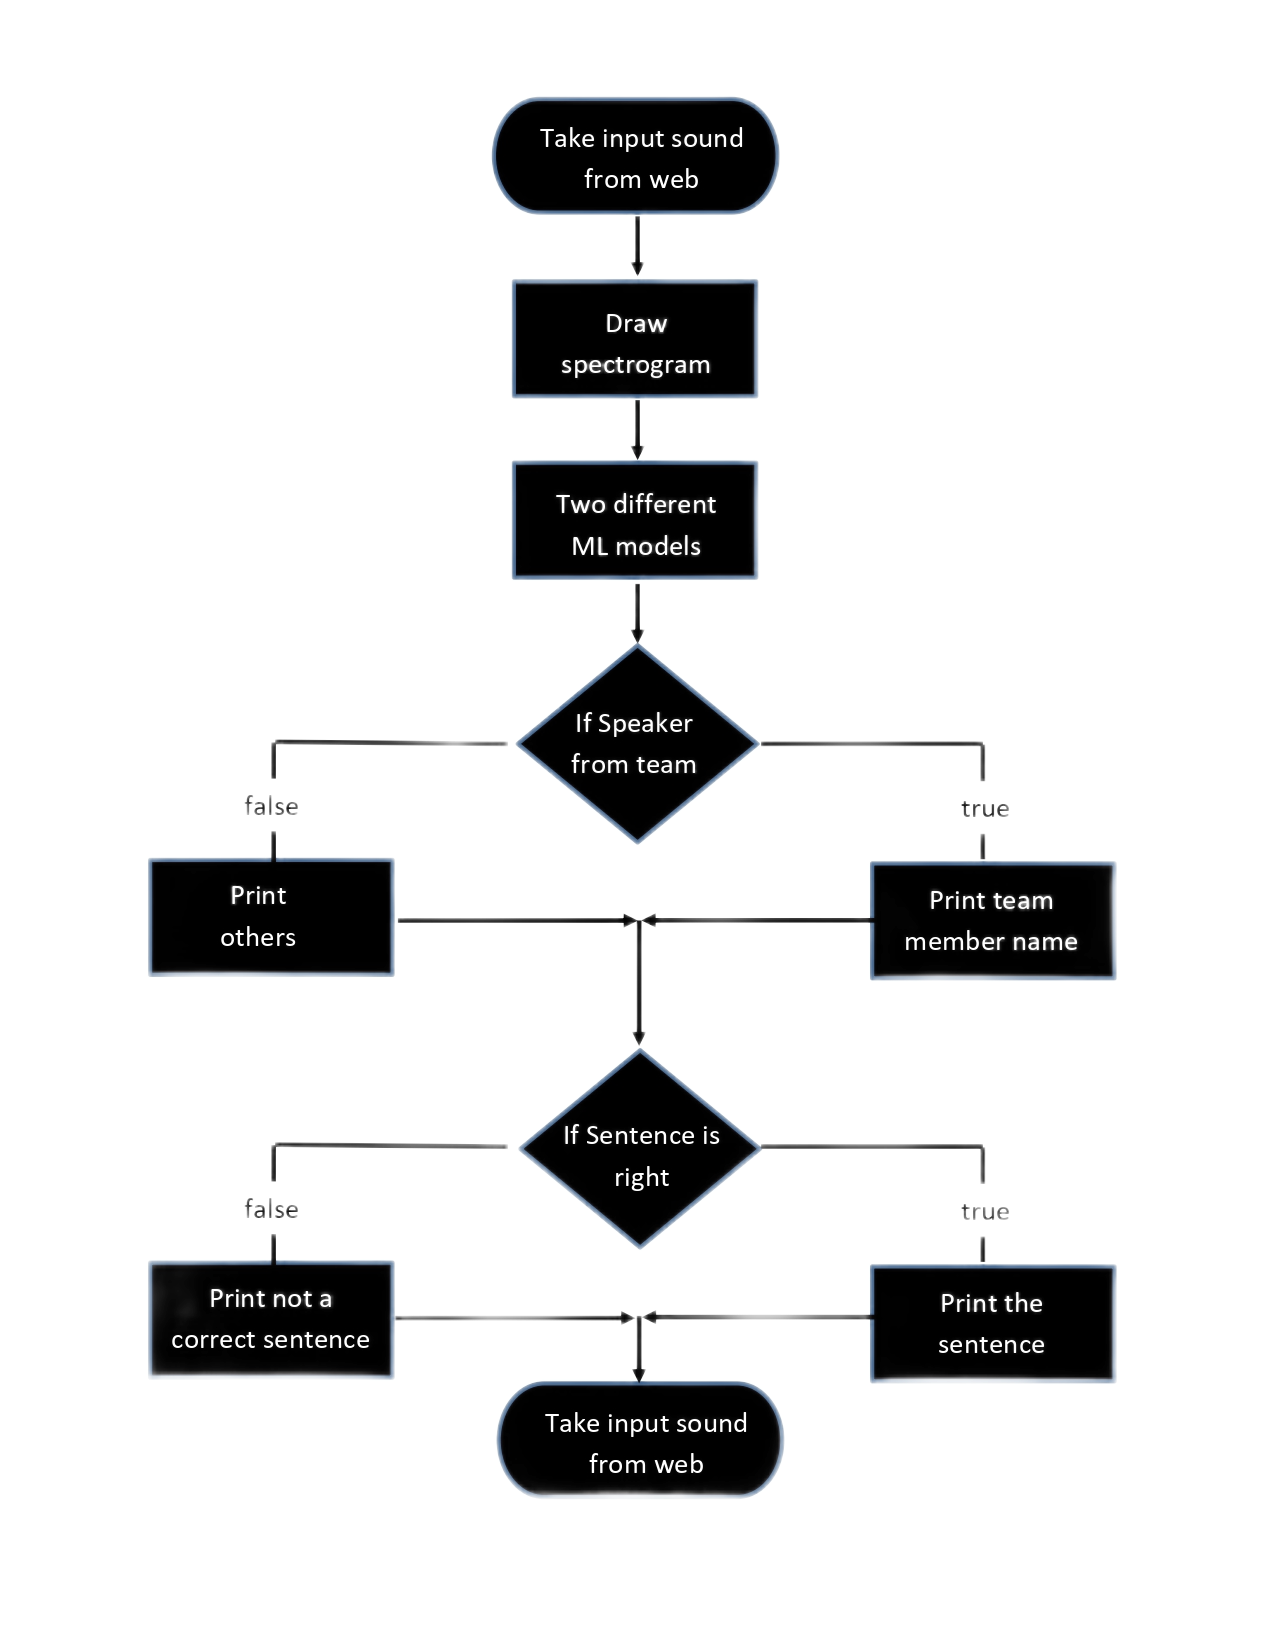 Take input sound
from web
Draw
spectrogram
Two different
ML models
If Speaker
from team
false
true
Print
others
Print team
member name
If Sentence is
right
false
true
Print not a
correct sentence
Print the
sentence
Take input sound
from web